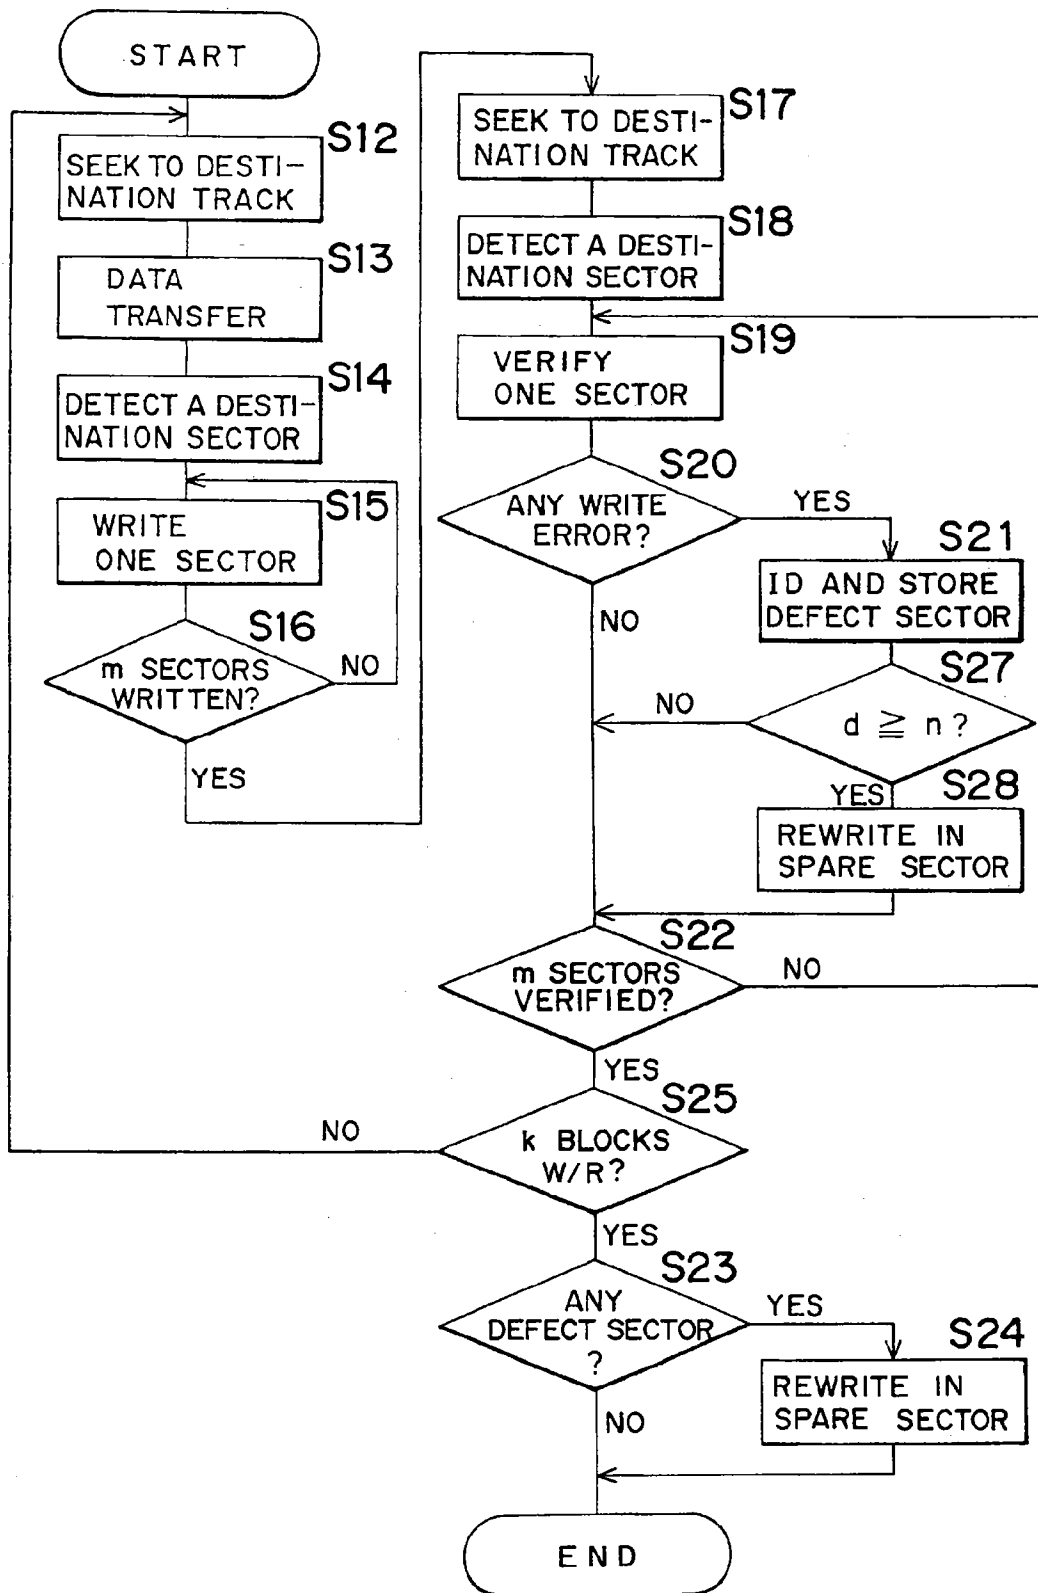 START
S12
SEEK TO DESTI-
NATION TRACK
S13
DATA
TRANSFER
S14
DETECT A DESTI-
NATION SECTOR
S15
WRITE
ONE SECTOR
S16
m SECTORS
WRITTEN?
NO
YES
S17
SEEK TO DESTI-
NATION TRACK
S18
DETECT A DESTI-
NATION SECTOR
S19
VERIFY
ONE SECTOR
S20
ANY WRITE
ERROR?
YES
NO
S21
ID AND STORE
DEFECT SECTOR
S27
d ≧ n?
NO
YES
S28
REWRITE IN
SPARE SECTOR
S22
m SECTORS
VERIFIED?
NO
YES
S25
k BLOCKS
W/R?
NO
YES
S23
ANY
DEFECT SECTOR
?
YES
NO
S24
REWRITE IN
SPARE SECTOR
END